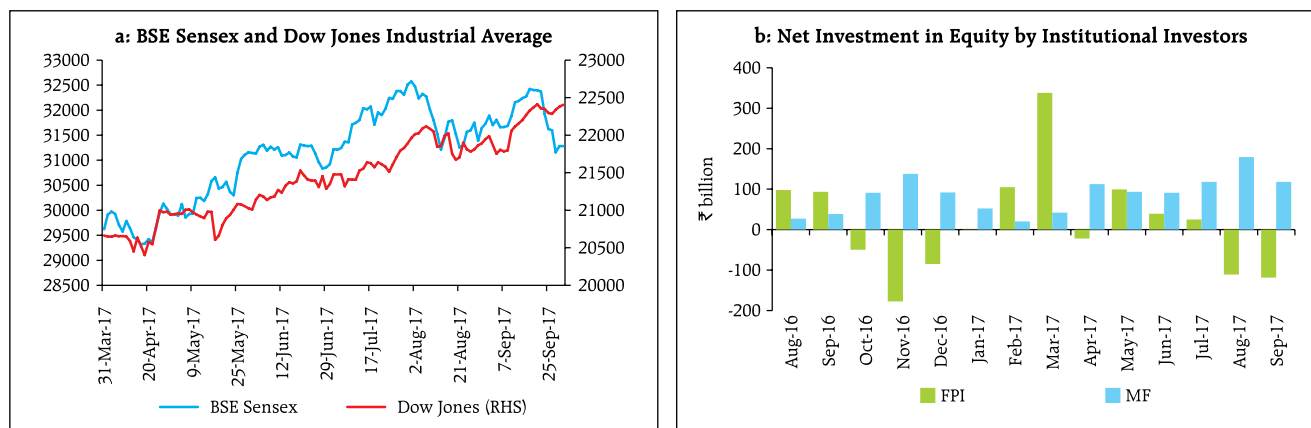 a: BSE Sensex and Dow Jones Industrial Average
33000
32500
32000
31500
31000
30500
30000
29500
29000
28500
23000
22500
22000
21500
21000
20500
20000
31-Mar-17
20-Apr-17
9-May-17
25-May-17
12-Jun-17
29-Jun-17
17-Jul-17
2-Aug-17
21-Aug-17
7-Sep-17
25-Sep-17
BSE Sensex
Dow Jones (RHS)
b: Net Investment in Equity by Institutional Investors
₹ billion
400
300
200
100
0
-100
-200
Aug-16
Sep-16
Oct-16
Nov-16
Dec-16
Jan-17
Feb-17
Mar-17
Apr-17
May-17
Jun-17
Jul-17
Aug-17
Sep-17
FPI
MF